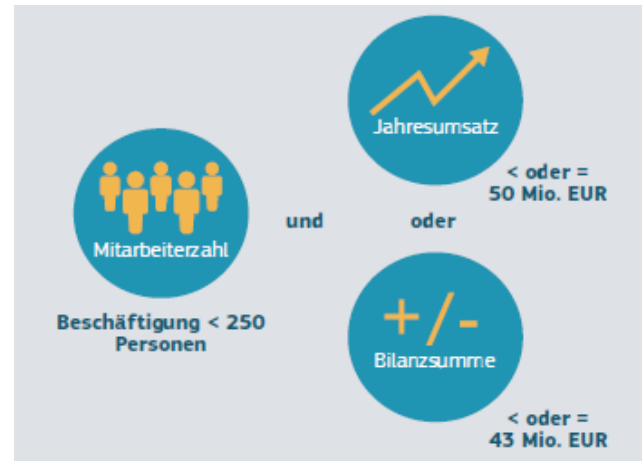 Jahresumsatz
< oder =
50 Mio. EUR
Mitarbeiterzahl
und
oder
Beschäftigung < 250
Personen
+/-
Bilanzsumme
< oder =
43 Mio. EUR